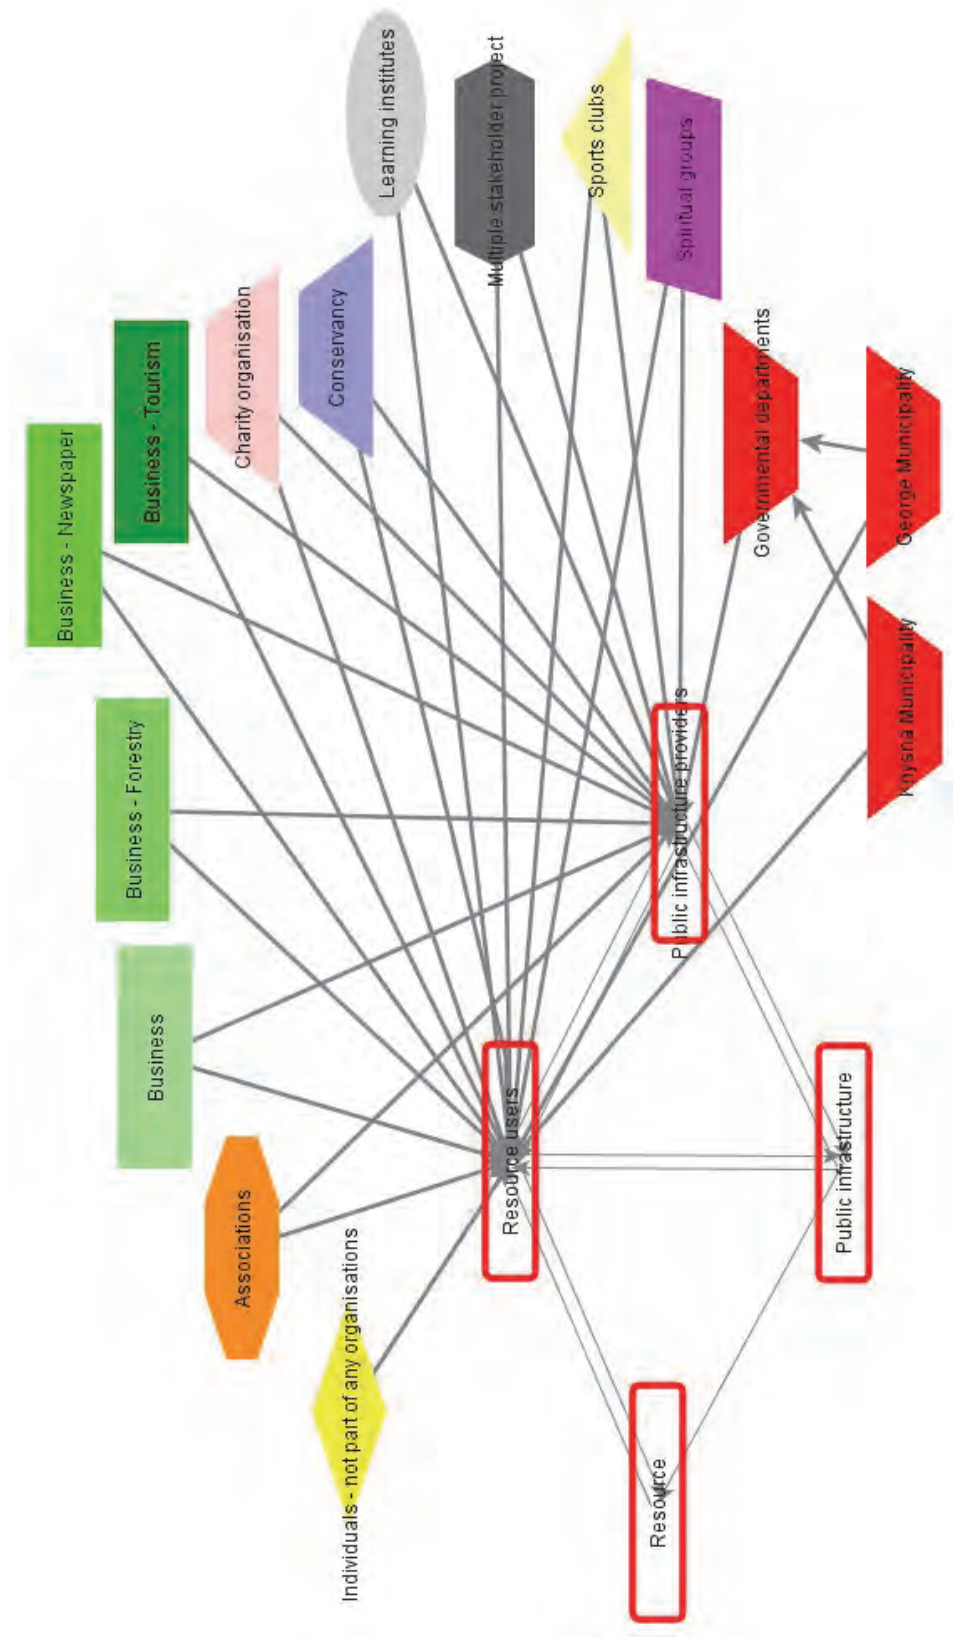 Learning institutes
Multiple stakeholder project
Sports clubs
Spiritual groups
Business - Newspaper
Business - Tourism
Charity organisation
Conservancy
Governmental departments
George Municipality
Business - Forestry
Public infrastructure providers
Knysna Municipality
Business
Associations
Resource users
Public infrastructure
Individuals - not part of any organisations
Resource